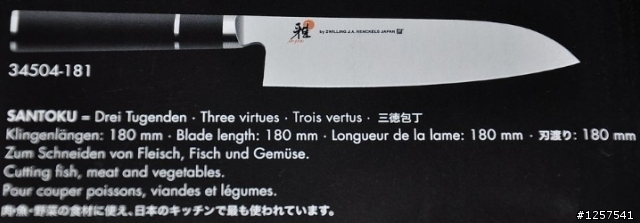 雅
by ZWILLING J.A. HENCKELS JAPAN
34504-181
SANTOKU = Drei Tugenden · Three virtues · Trois vertus · 三徳包丁
Klingenlängen: 180 mm · Blade length: 180 mm · Longueur de la lame: 180 mm · 刃渡り: 180 mm
Zum Schneiden von Fleisch, Fisch und Gemüse.
Cutting fish, meat and vegetables.
Pour couper poissons, viandes et légumes.
肉・魚・野菜の食材に使え、日本のキッチンで最も使われています。
#1257541